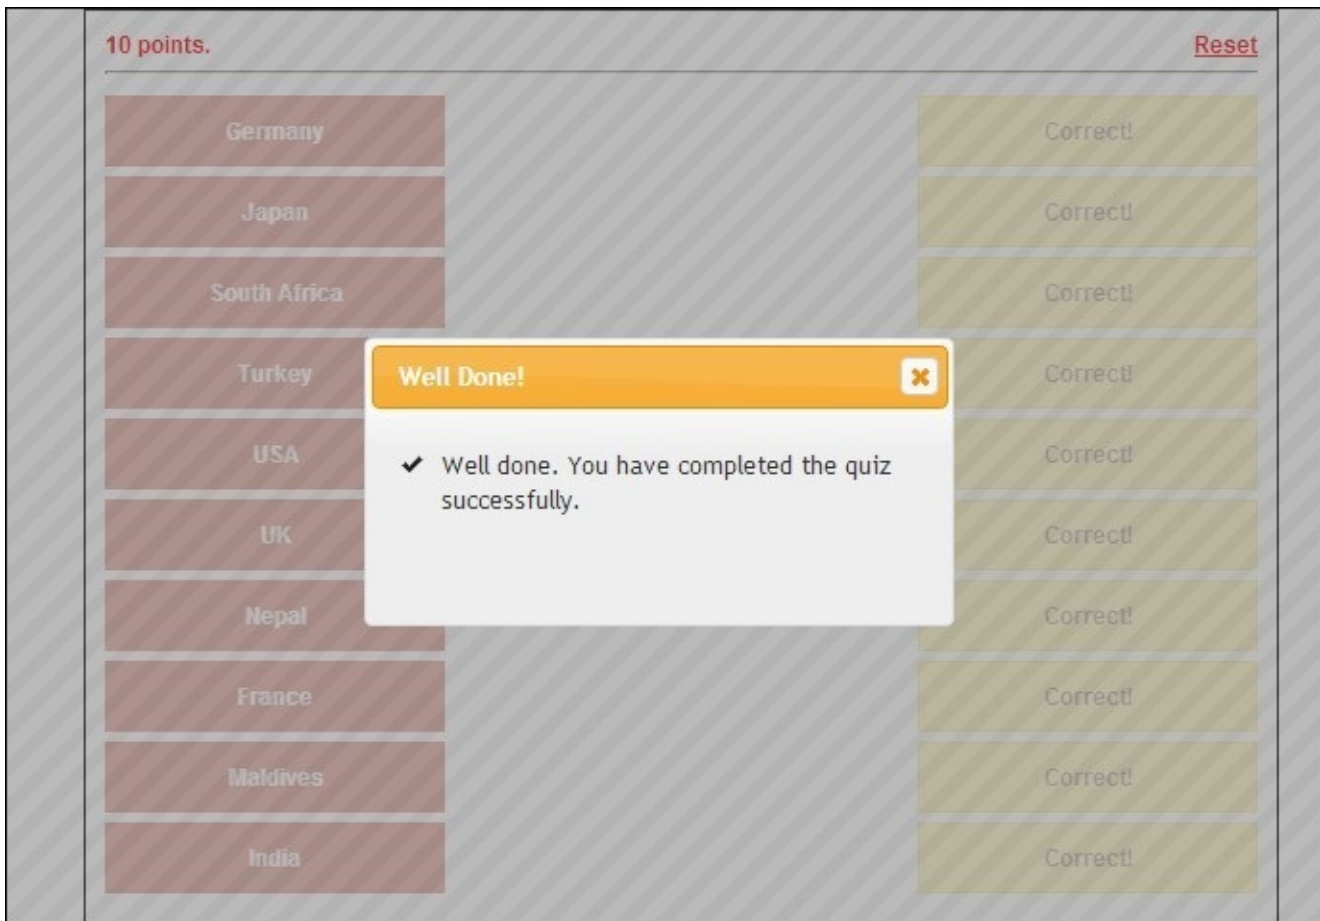 10 points.
Reset
Germany
Correct!
Japan
Correct!
South Africa
Correct!
Turkey
Correct!
Well Done!
USA
Correct!
Well done. You have completed the quiz
successfully.
UK
Correct!
Nepal
Correct!
France
Correct!
Maldives
Correct!
India
Correct!